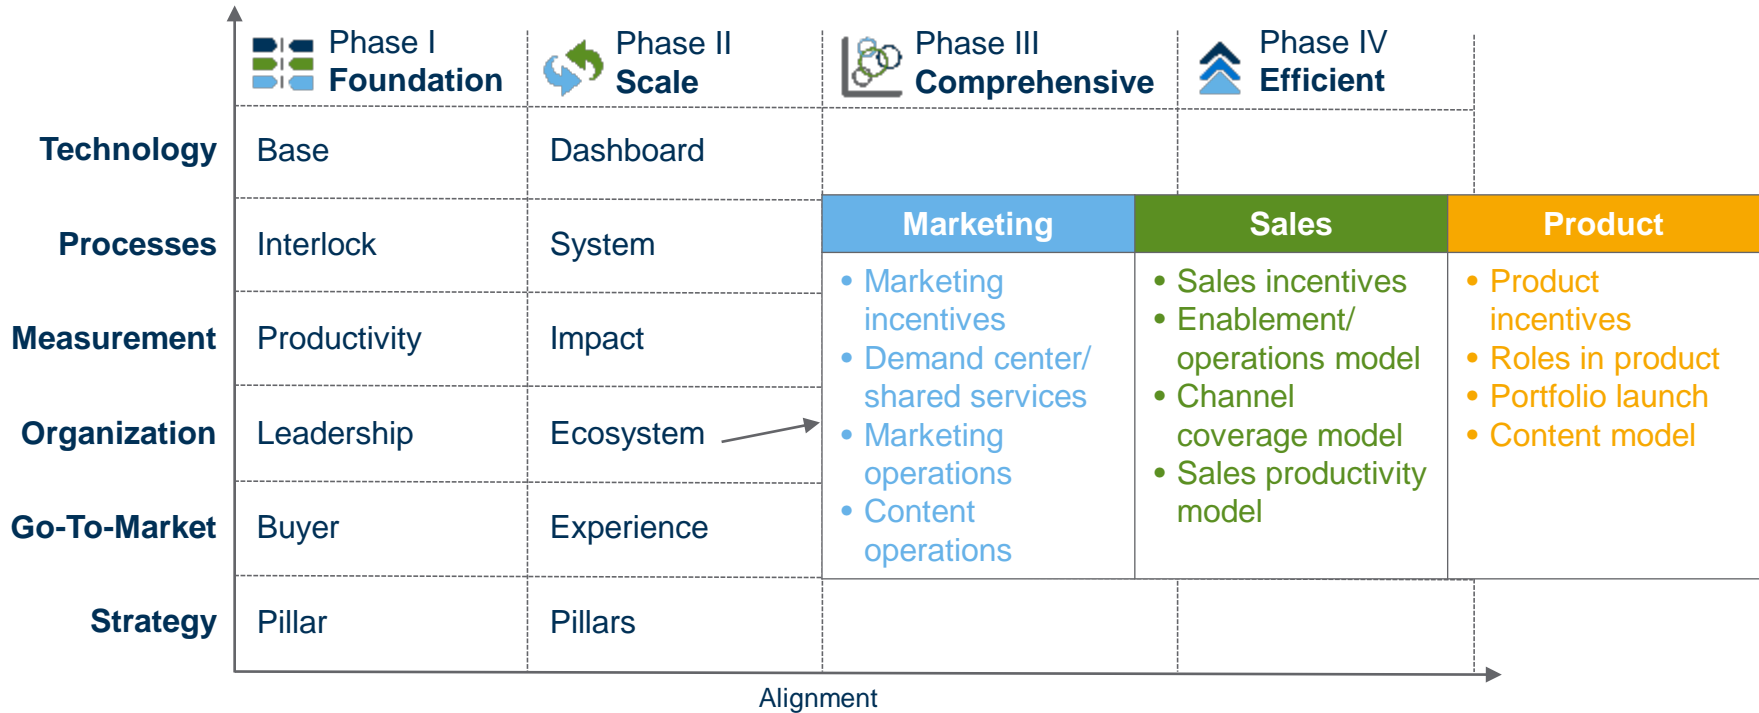 Phase I
Foundation
Phase II
Scale
Phase III
Comprehensive
Phase IV
Efficient
Technology
Base
Dashboard
Processes
Interlock
System
Measurement
Productivity
Impact
Organization
Leadership
Ecosystem
Go-To-Market
Buyer
Experience
Strategy
Pillar
Pillars
Marketing
• Marketing
incentives
• Demand center/
shared services
• Marketing
operations
• Content
operations
Sales
• Sales incentives
• Enablement/
operations model
• Channel
coverage model
• Sales productivity
model
Product
• Product
incentives
• Roles in product
• Portfolio launch
• Content model
Alignment